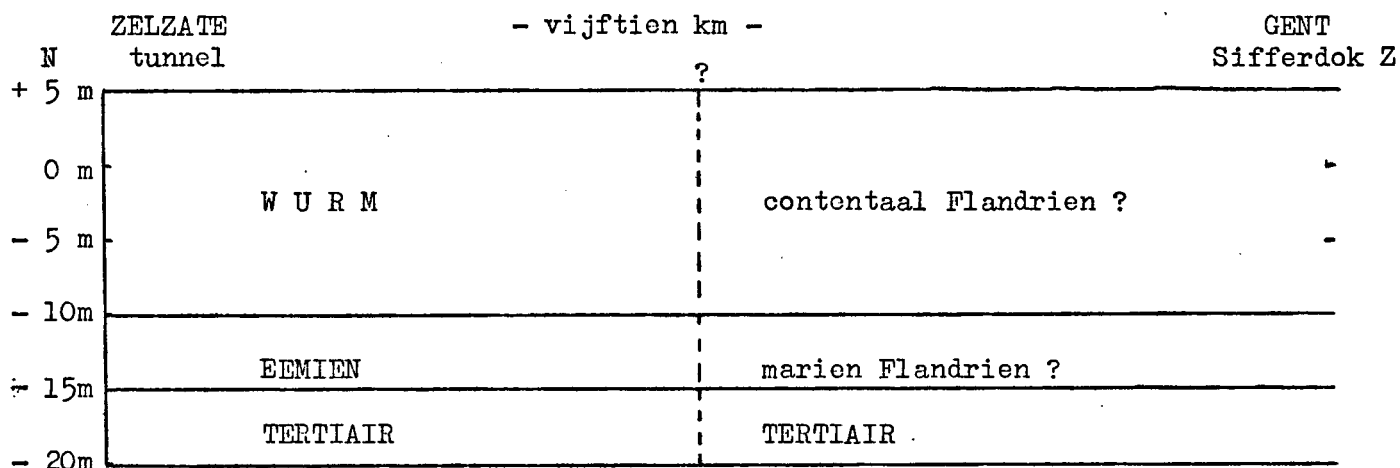 ZELZATE - vijftien km - GENT
N tunnel Sifferdok Z
?
+ 5 m
0 m
W U R M contentaal Flandrien ?
- 5 m
- 10m
EEMIEN marien Flandrien ?
- 15m
TERTIAIR TERTIAIR
- 20m